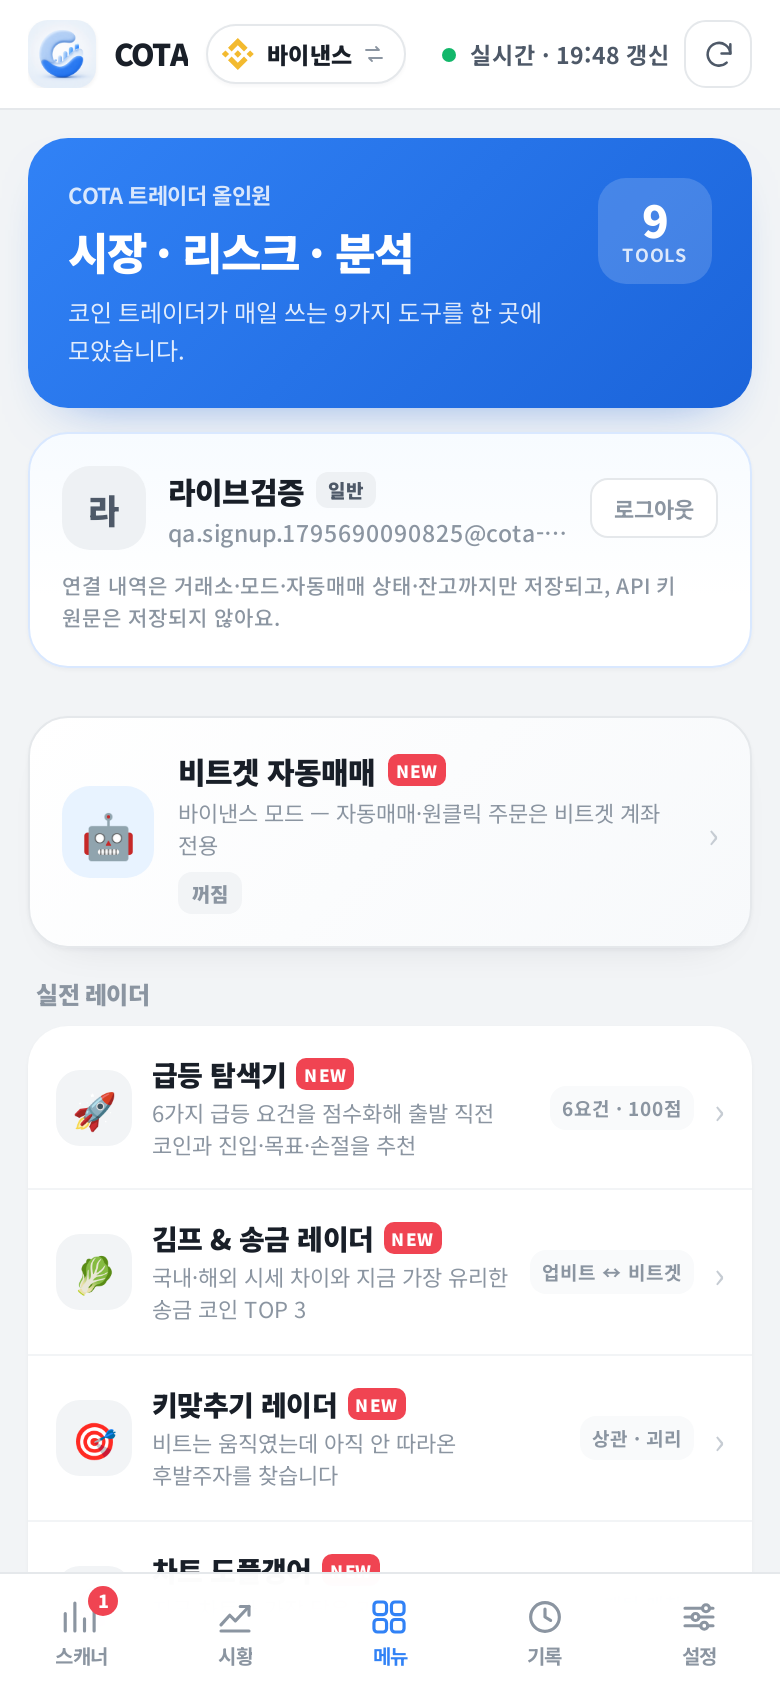 COTA
바이낸스
실시간 · 19:48 갱신
COTA 트레이더 올인원
시장 · 리스크 · 분석
코인 트레이더가 매일 쓰는 9가지 도구를 한 곳에
모았습니다.
9
TOOLS
라
라이브검증 일반
qa.signup.1795690090825@cota-···
로그아웃
연결 내역은 거래소·모드·자동매매 상태·잔고까지만 저장되고, API 키
원문은 저장되지 않아요.
비트겟 자동매매 NEW
바이낸스 모드 — 자동매매·원클릭 주문은 비트겟 계좌
전용
꺼짐
실전 레이더
급등 탐색기 NEW
6가지 급등 요건을 점수화해 출발 직전
코인과 진입·목표·손절을 추천
6요건 · 100점
김프 & 송금 레이더 NEW
국내·해외 시세 차이와 지금 가장 유리한
송금 코인 TOP 3
업비트 ↔ 비트겟
키맞추기 레이더 NEW
비트는 움직였는데 아직 안 따라온
후발주자를 찾습니다
상관 · 괴리
차트 도플갱어 NEW
1
스캐너
시황
메뉴
기록
설정